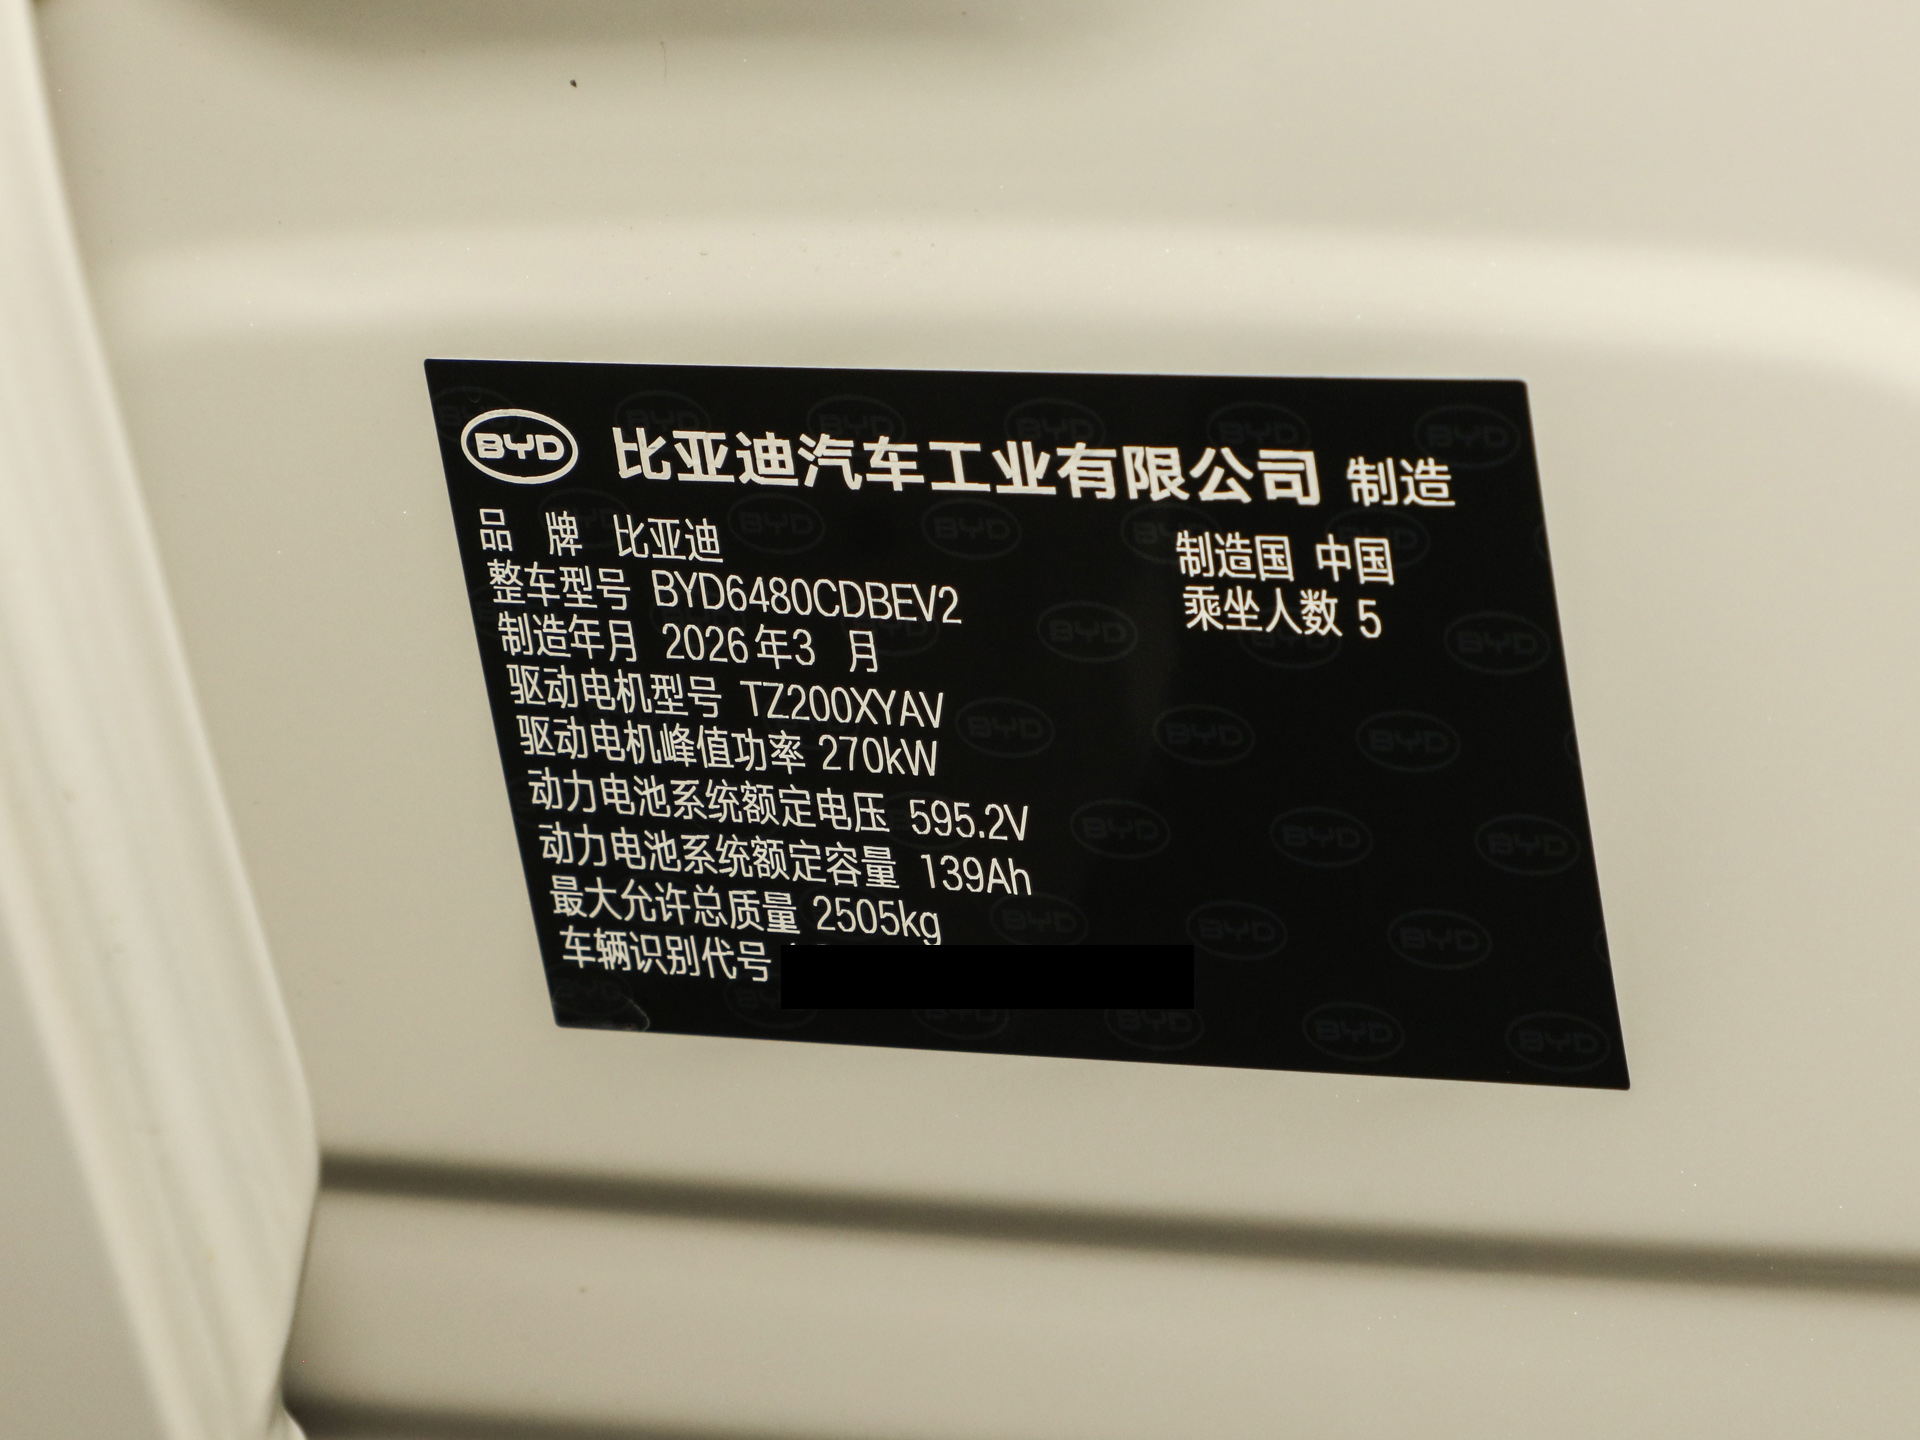 BYD 比亚迪汽车工业有限公司 制造
品 牌 比亚迪
制造国 中国
整车型号 BYD6480CDBEV2
乘坐人数 5
制造年月 2026年3 月
驱动电机型号 TZ200XYAV
驱动电机峰值功率 270kW
动力电池系统额定电压 595.2V
动力电池系统额定容量 139Ah
最大允许总质量 2505kg
车辆识别代号